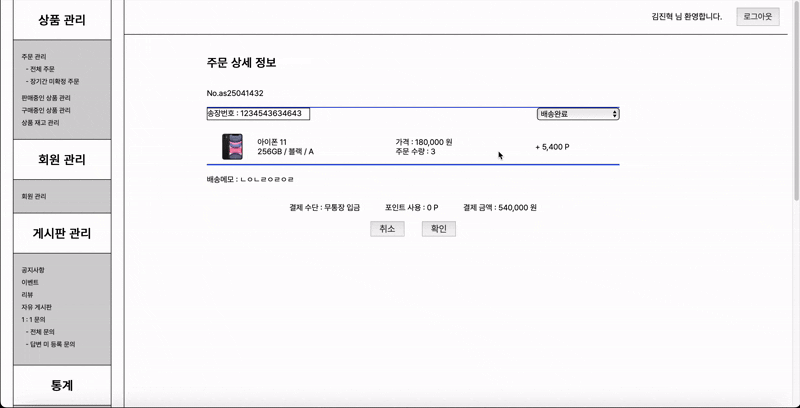 상품 관리
주문 관리
- 전체 주문
- 장기간 미확정 주문
판매중인 상품 관리
구매중인 상품 관리
상품 재고 관리
회원 관리
회원 관리
게시판 관리
공지사항
이벤트
리뷰
자유 게시판
1 : 1 문의
- 전체 문의
- 답변 미 등록 문의
통계
김진혁 님 환영합니다.
로그아웃
주문 상세 정보
No.as25041432
송장번호 : 1234543634643
배송완료
아이폰 11
256GB / 블랙 / A
가격 : 180,000 원
주문 수량 : 3
+ 5,400 P
배송메모 : ㄴㅇㄴㄹㅇㄹㅇㄹ
결제 수단 : 무통장 입금 포인트 사용 : 0 P 결제 금액 : 540,000 원
취소 확인